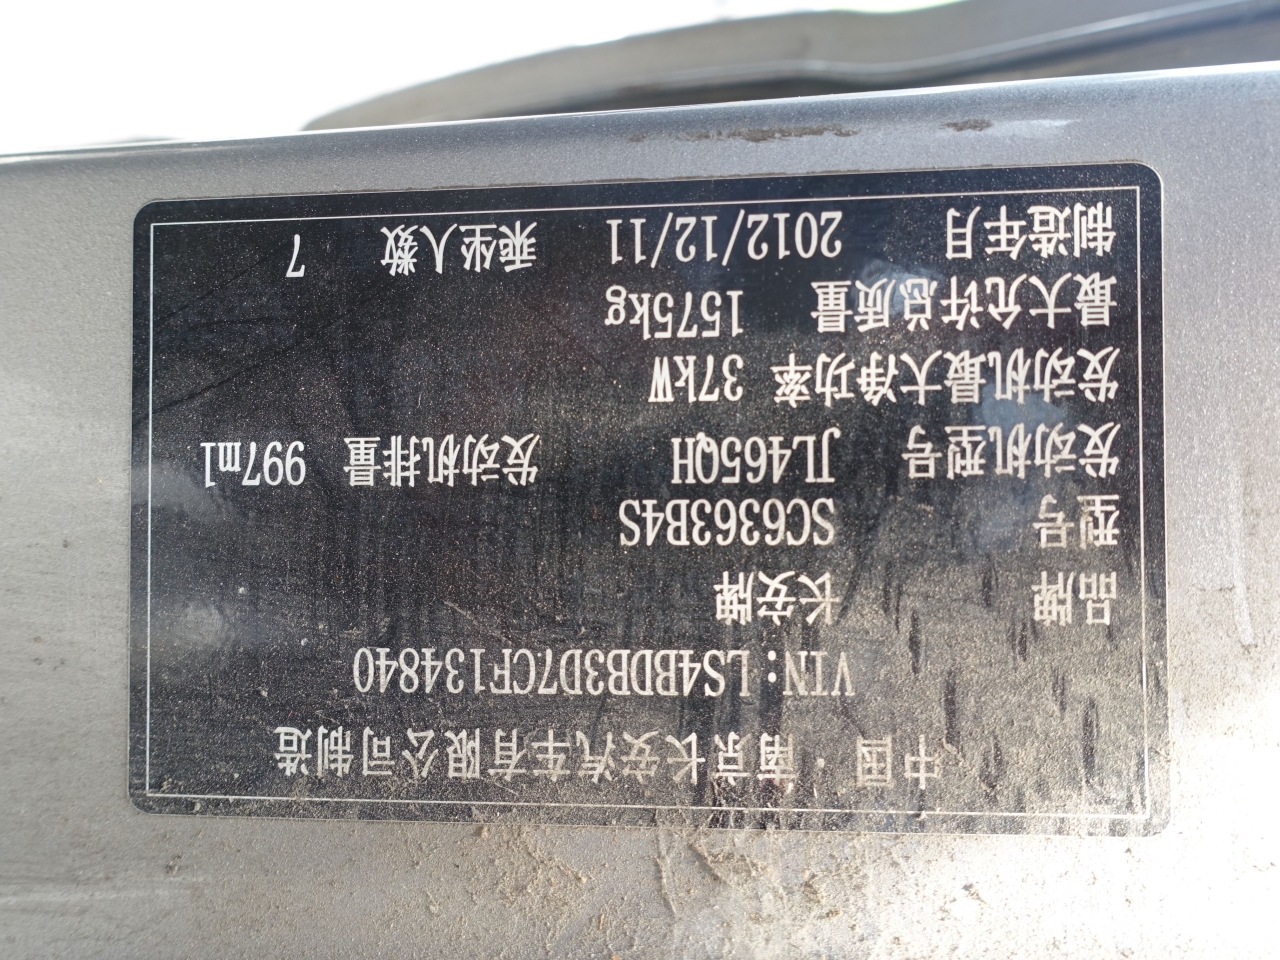 中国·南京长安汽车有限公司制造
VIN:LS4BDB3D7CF134840
品牌 长安牌
型号 SC6363B4S
发动机型号 JL465QH 发动机排量 997ml
发动机最大净功率 37kW
最大允许总质量 1575kg
制造年月 2012/12/11 乘坐人数 7